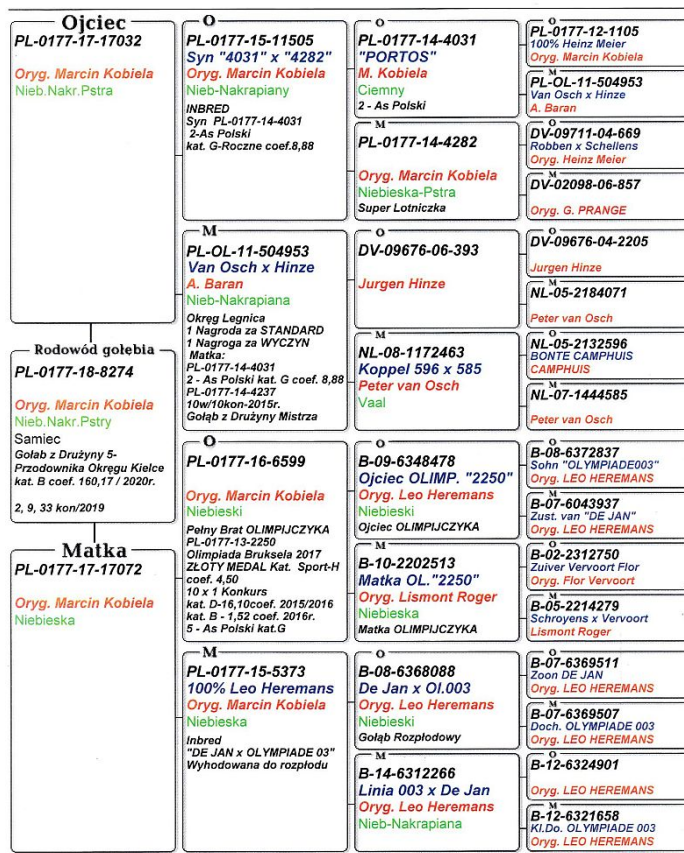 Ojciec
PL-0177-17-17032
Oryg. Marcin Kobiela
Nieb.Nakr.Pstra
Rodowód gołębia
PL-0177-18-8274
Oryg. Marcin Kobiela
Nieb.Nakr.Pstry
Samiec
Gołab z Drużyny 5-
Przodownika Okręgu Kielce
kat. B coef. 160,17 / 2020r.
2, 9, 33 kon/2019
Matka
PL-0177-17-17072
Oryg. Marcin Kobiela
Niebieska
O
PL-0177-15-11505
Syn "4031" x "4282"
Oryg. Marcin Kobiela
Nieb-Nakrapiany
INBRED
Syn PL-0177-14-4031
2-As Polski
kat. G-Roczne coef.8,88
M
PL-OL-11-504953
Van Osch x Hinze
A. Baran
Nieb-Nakrapiana
Okręg Legnica
1 Nagroda za STANDARD
1 Nagroga za WYCZYN
Matka:
PL-0177-14-4031
2 - As Polski kat. G coef. 8,88
PL-0177-14-4237
10w/10kon-2015r.
Gołąb z Drużyny Mistrza
O
PL-0177-16-6599
Oryg. Marcin Kobiela
Niebieski
Pełny Brat OLIMPIJCZYKA
PL-0177-13-2250
Olimpiada Bruksela 2017
ZŁOTY MEDAL Kat. Sport-H
coef. 4,50
10 x 1 Konkurs
kat. D-16,10coef. 2015/2016
kat. B - 1,52 coef. 2016r.
5 - As Polski kat.G
M
PL-0177-15-5373
100% Leo Heremans
Oryg. Marcin Kobiela
Niebieska
Inbred
"DE JAN x OLYMPIADE 03"
Wyhodowana do rozpłodu
O
PL-0177-14-4031
"PORTOS"
M. Kobiela
Ciemny
2 - As Polski
M
PL-0177-14-4282
Oryg. Marcin Kobiela
Niebieska-Pstra
Super Lotniczka
O
DV-09676-06-393
Jurgen Hinze
M
NL-08-1172463
Koppel 596 x 585
Peter van Osch
Vaal
O
B-09-6348478
Ojciec OLIMP. "2250"
Oryg. Leo Heremans
Niebieski
Ojciec OLIMPIJCZYKA
M
B-10-2202513
Matka OL."2250"
Oryg. Lismont Roger
Niebieska
Matka OLIMPIJCZYKA
O
B-08-6368088
De Jan x Ol.003
Oryg. Leo Heremans
Niebieski
Gołąb Rozpłodowy
M
B-14-6312266
Linia 003 x De Jan
Oryg. Leo Heremans
Nieb-Nakrapiana
O
PL-0177-12-1105
100% Heinz Meier
Oryg. Marcin Kobiela
M
PL-OL-11-504953
Van Osch x Hinze
A. Baran
O
DV-09711-04-669
Robben x Schellens
Oryg. Heinz Meier
M
DV-02098-06-857
Oryg. G. PRANGE
O
DV-09676-04-2205
Jurgen Hinze
M
NL-05-2184071
Peter van Osch
O
NL-05-2132596
BONTE CAMPHUIS
CAMPHUIS
M
NL-07-1444585
Peter van Osch
O
B-08-6372837
Sohn "OLYMPIADE003"
Oryg. LEO HEREMANS
M
B-07-6043937
Zust. van "DE JAN"
Oryg. LEO HEREMANS
O
B-02-2312750
Zuiver Vervoort Flor
Oryg. Flor Vervoort
M
B-05-2214279
Schroyens x Vervoort
Lismont Roger
O
B-07-6369511
Zoon DE JAN
Oryg. LEO HEREMANS
M
B-07-6369507
Doch. OLYMPIADE 003
Oryg. LEO HEREMANS
O
B-12-6324901
Oryg. LEO HEREMANS
M
B-12-6321658
Kl.Do. OLYMPIADE 003
Oryg. LEO HEREMANS